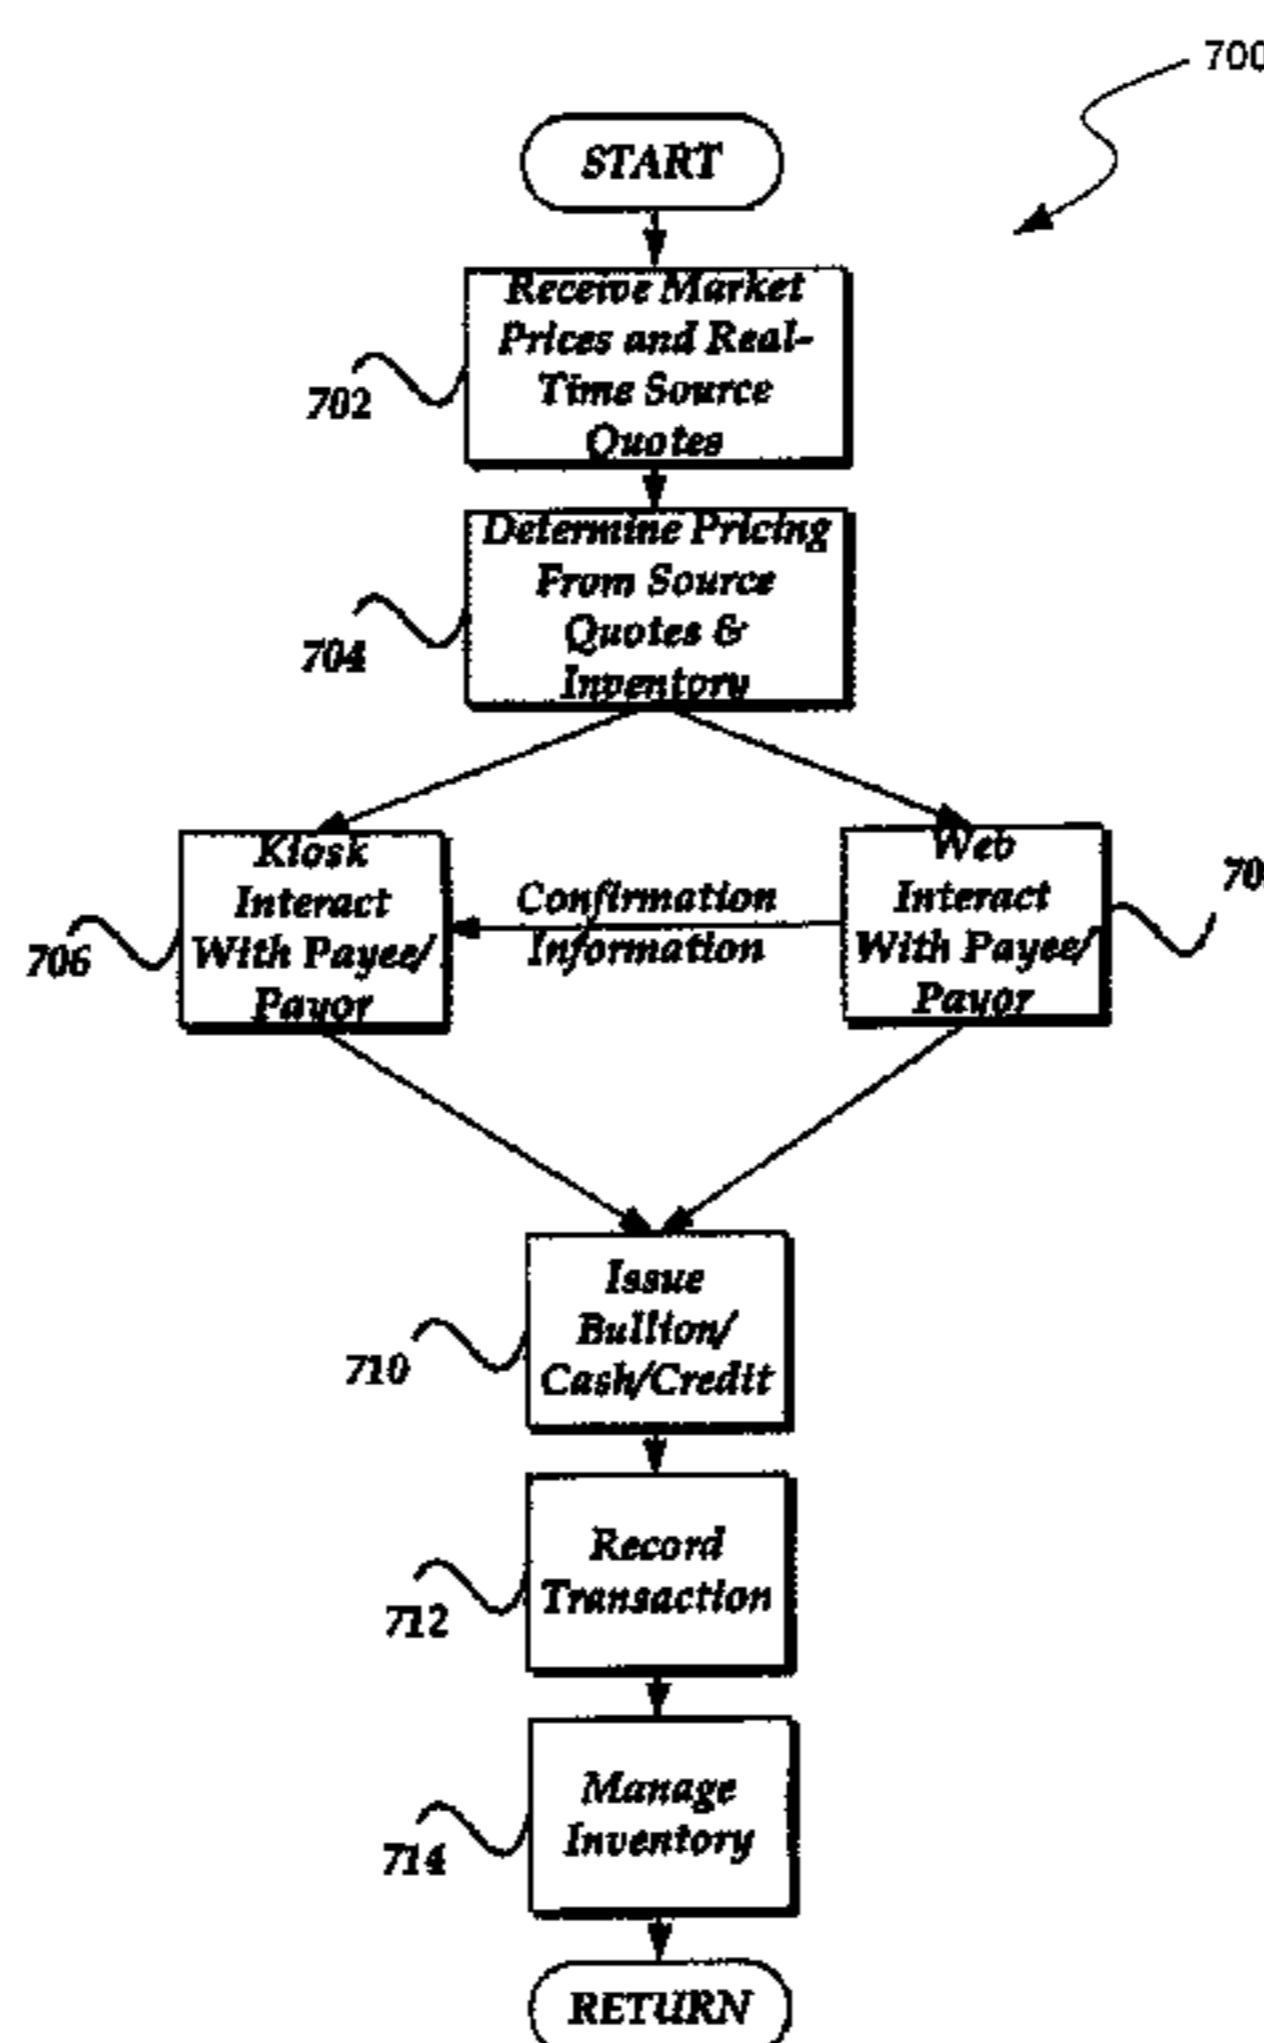 700
START
Receive Market
Prices and Real-
Time Source
Quotes
702
Determine Pricing
From Source
Quotes &
Inventory
704
Kiosk
Interact
With Payee/
Payor
706
Confirmation
Information
Web
Interact
With Payee/
Payor
Issue
Bullion/
Cash/Credit
710
Record
Transaction
712
Manage
Inventory
714
RETURN